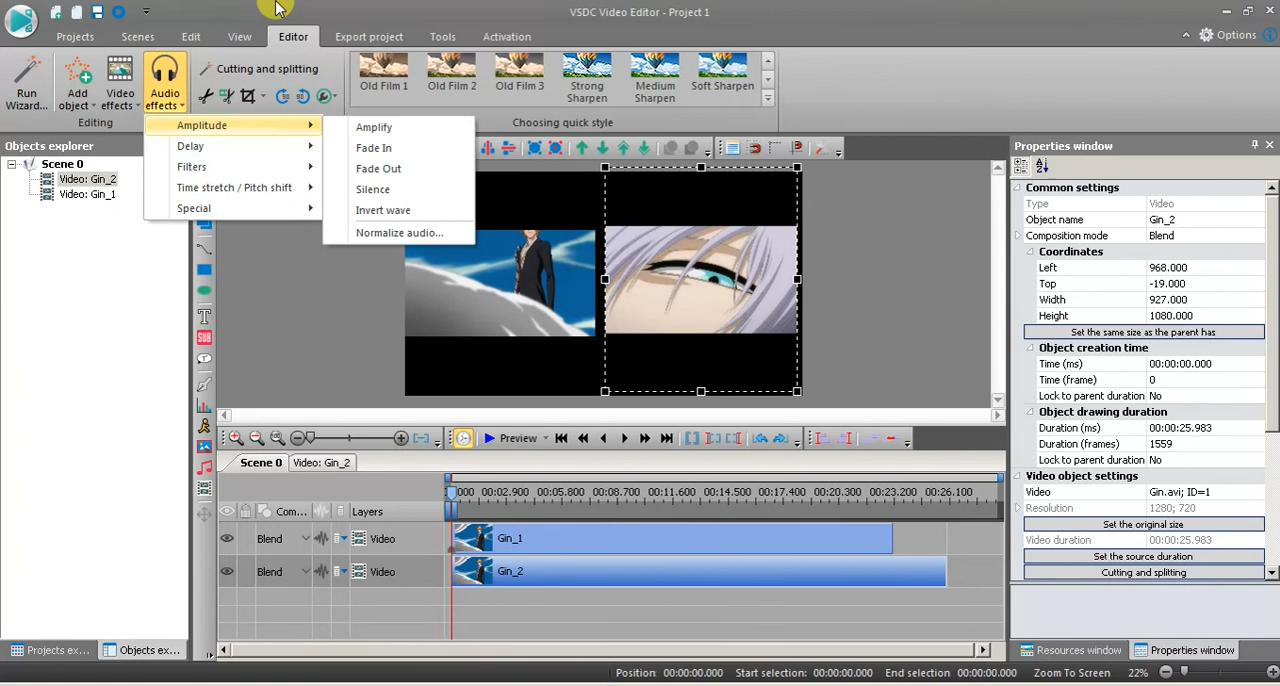 VSDC Video Editor - Project 1
Projects Scenes Edit View Editor Export project Tools Activation Options
Run Wizard...
Add object
Video effects
Audio effects
Cutting and splitting
Editing
Old Film 1
Old Film 2
Old Film 3
Strong Sharpen
Medium Sharpen
Soft Sharpen
Choosing quick style
Amplitude
Delay
Filters
Time stretch / Pitch shift
Special
Amplify
Fade In
Fade Out
Silence
Invert wave
Normalize audio...
Objects explorer
Scene 0
Video: Gin_2
Video: Gin_1
SUB
T
Properties window
Common settings
Type Video
Object name Gin_2
Composition mode Blend
Coordinates
Left 968.000
Top -19.000
Width 927.000
Height 1080.000
Set the same size as the parent has
Object creation time
Time (ms) 00:00:00.000
Time (frame) 0
Lock to parent duration No
Object drawing duration
Duration (ms) 00:00:25.983
Duration (frames) 1559
Lock to parent duration No
Video object settings
Video Gin.avi; ID=1
Resolution 1280; 720
Set the original size
Video duration 00:00:25.983
Set the source duration
Cutting and splitting
Preview
Scene 0 Video: Gin_2
000 00:02.900 00:05.800 00:08.700 00:11.600 00:14.500 00:17.400 00:20.300 00:23.200 00:26.100
Com... Layers
Blend Video Gin_1
Blend Video Gin_2
Projects ex... Objects ex...
Resources window Properties window
Position: 00:00:00.000 Start selection: 00:00:00.000 End selection: 00:00:00.000 Zoom To Screen 22%